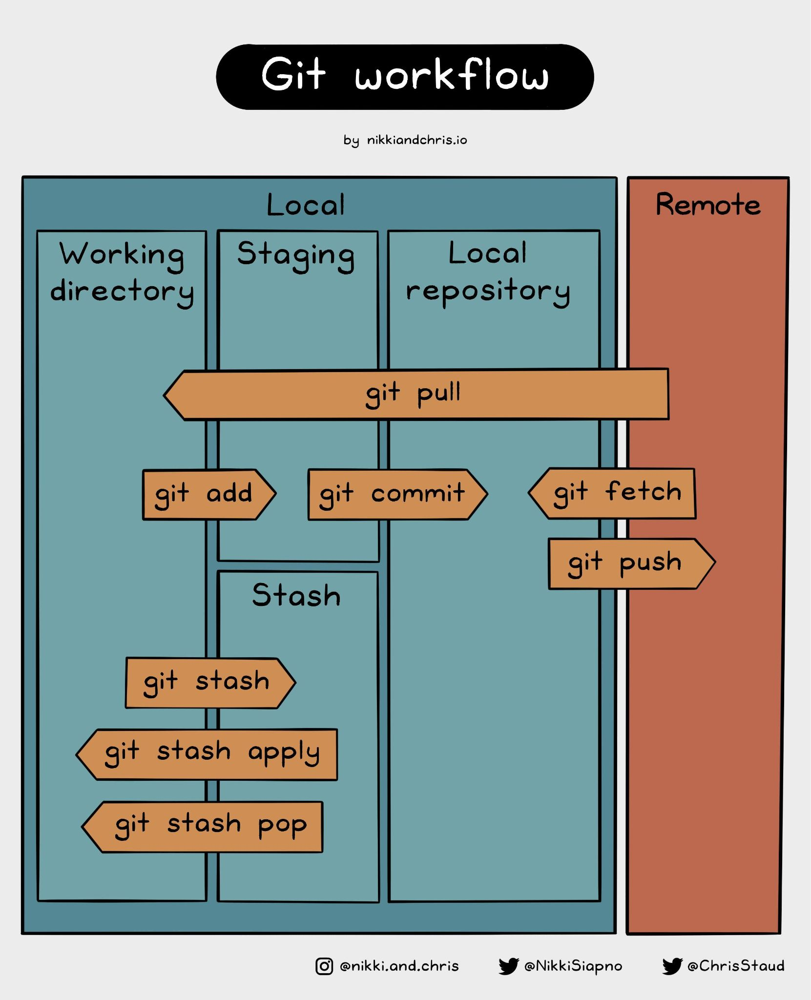 Git workflow
by nikkiandchris.io
Local
Remote
Working
directory
Staging
Local
repository
git pull
git add
git commit
git fetch
git push
Stash
git stash
git stash apply
git stash pop
@nikki.and.chris
@NikkiSiapno
@ChrisStaud